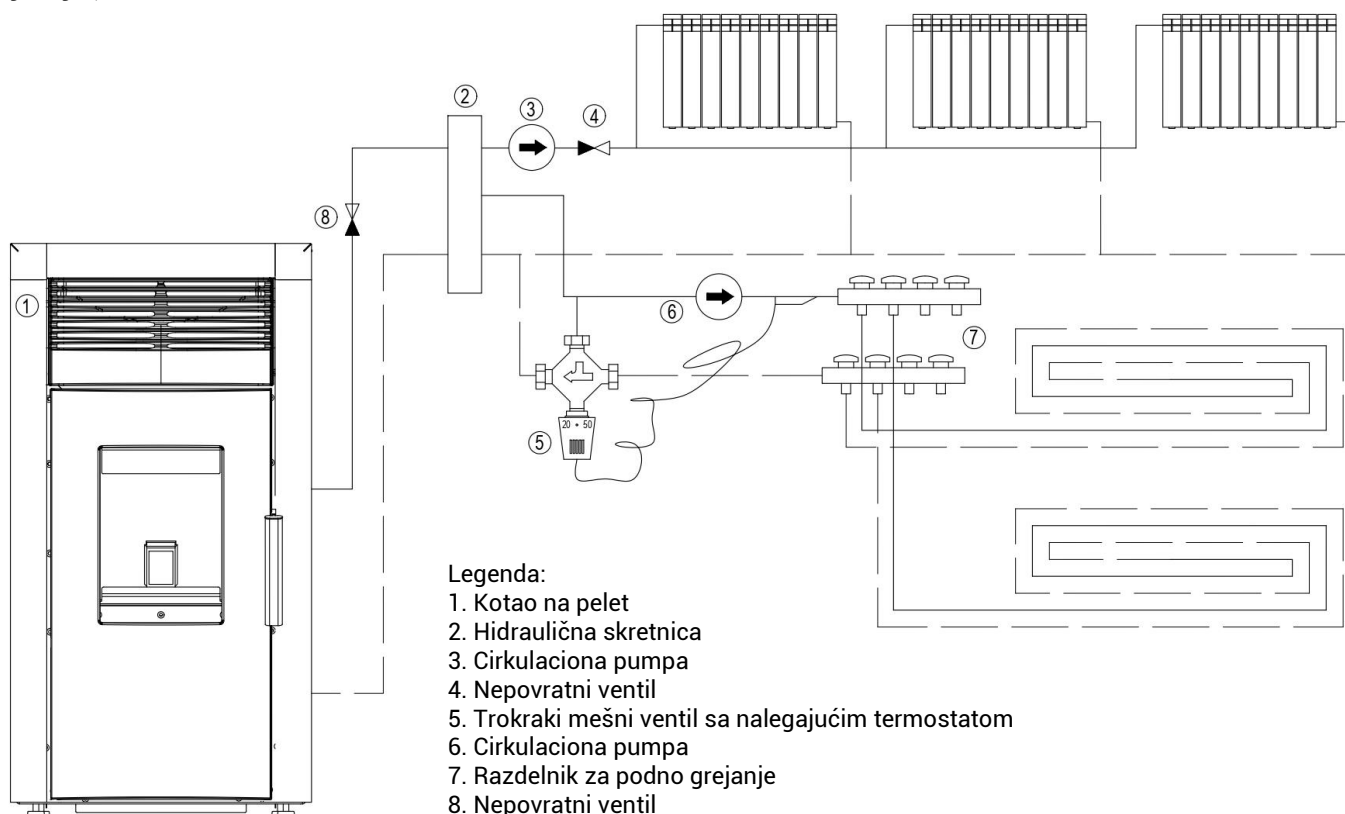 ②
③
④
⑧
①
⑥
⑦
20 • 50
⑤
Legenda:
1. Kotao na pelet
2. Hidraulična skretnica
3. Cirkulaciona pumpa
4. Nepovratni ventil
5. Trokraki mešni ventil sa nalegajućim termostatom
6. Cirkulaciona pumpa
7. Razdelnik za podno grejanje
8. Nepovratni ventil